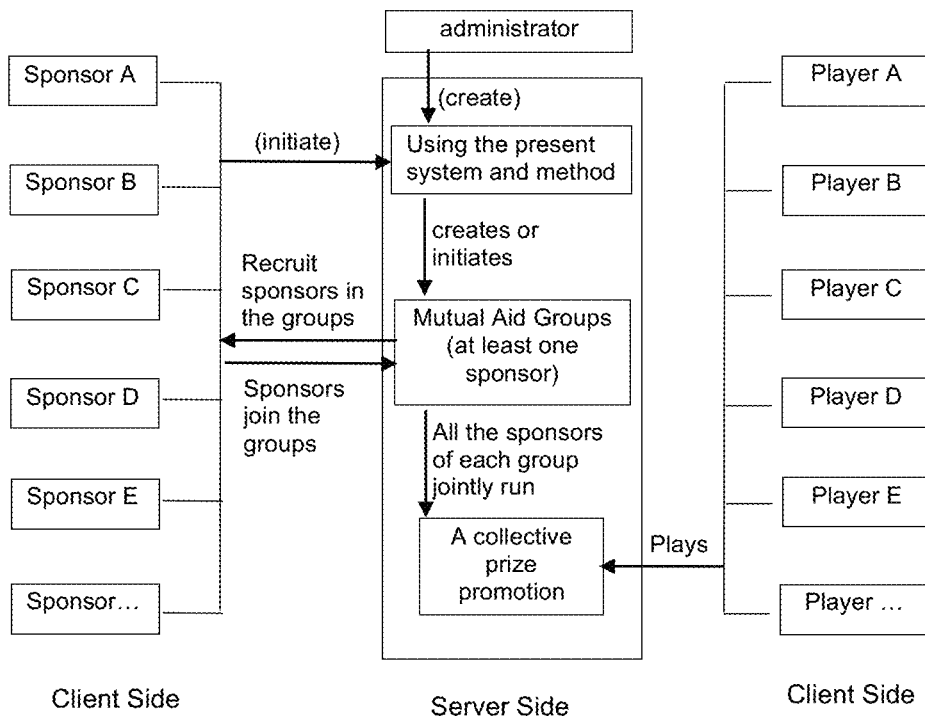 administrator
Sponsor A
Player A
(create)
(initiate)
Using the present
system and method
Sponsor B
Player B
creates or
initiates
Recruit
sponsors in
the groups
Sponsor C
Player C
Mutual Aid Groups
(at least one
sponsor)
Sponsor D
Player D
Sponsors
join the
groups
All the sponsors
of each group
jointly run
Sponsor E
Player E
A collective
prize
promotion
Plays
Sponsor...
Player ...
Client Side
Server Side
Client Side